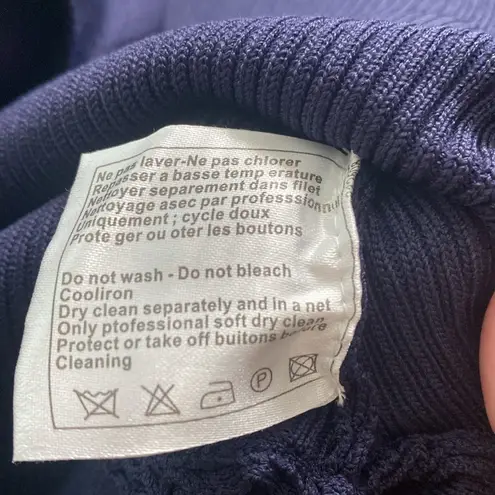 Ne pas laver-Ne pas chlorer
Repasser a basse temp erature
Nettoyer separement dans filet
Nettoyage asec par professsionnel
Uniquement ; cycle doux
Prote ger ou oter les boutons
Do not wash - Do not bleach
Cooliron
Dry clean separately and in a net
Only ptofessional soft dry clean
Protect or take off buitons before
Cleaning
P